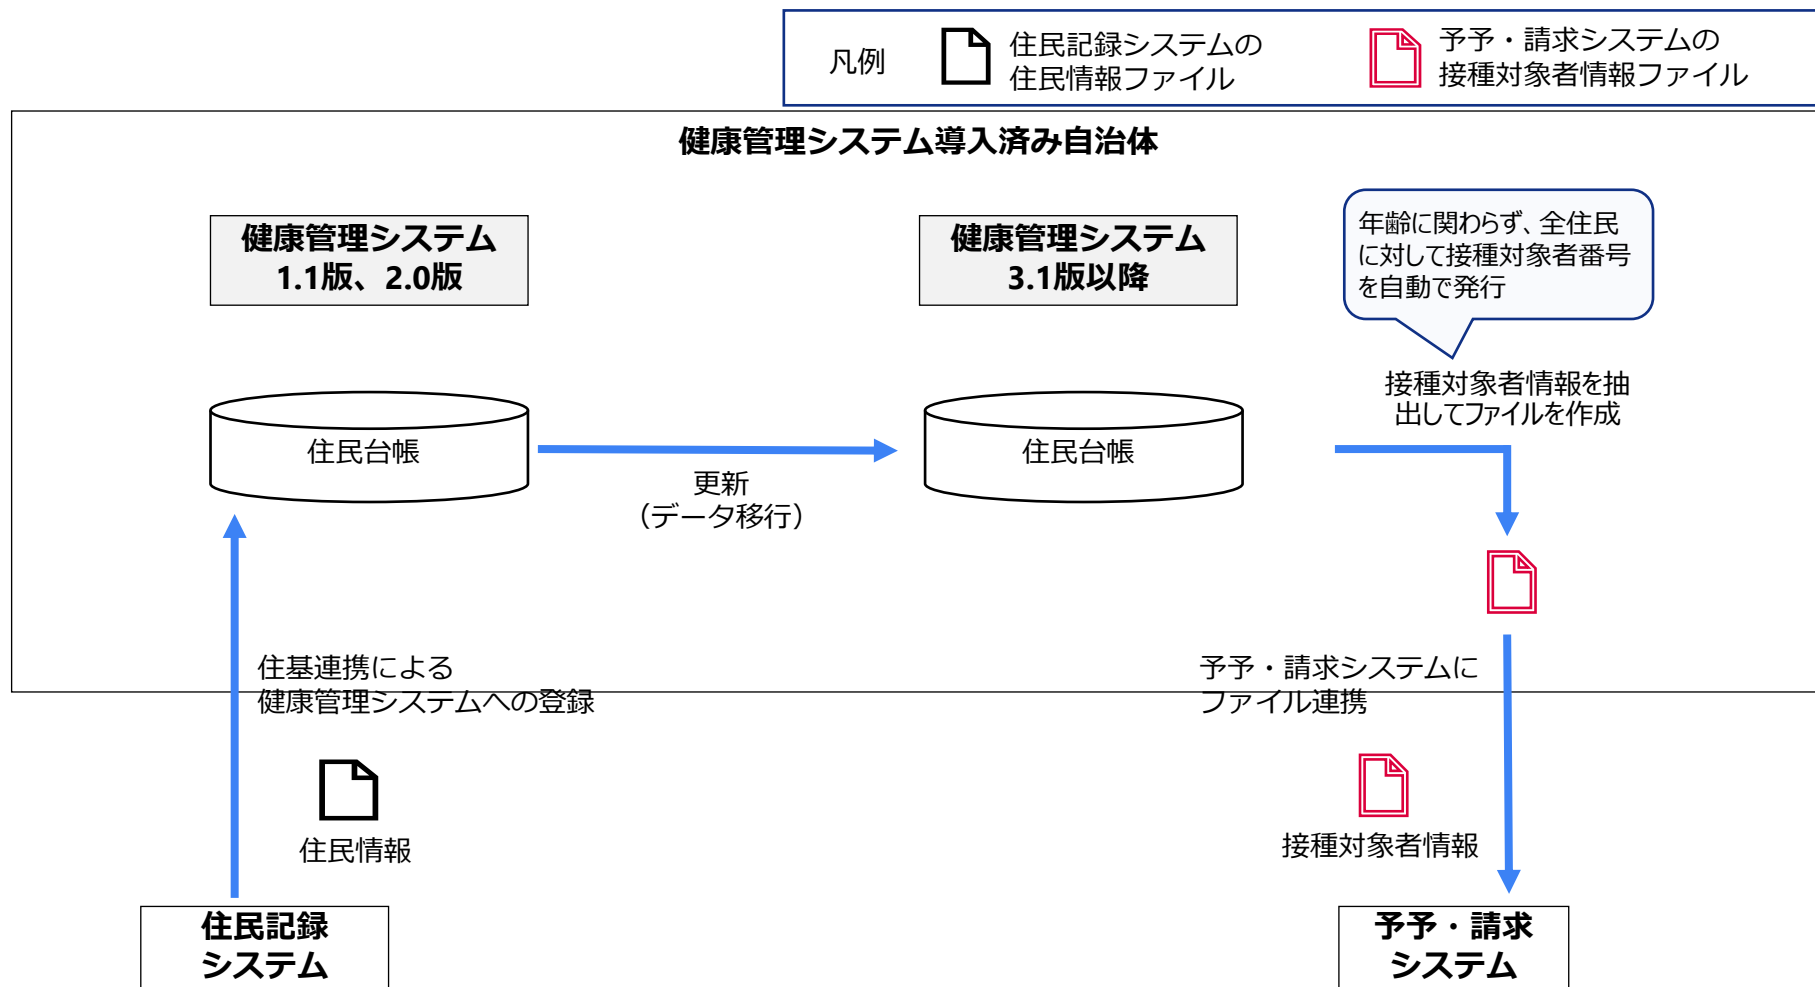 凡例
住民記録システムの
住民情報ファイル
予予・請求システムの
接種対象者情報ファイル
健康管理システム導入済み自治体
健康管理システム
1.1版、2.0版
健康管理システム
3.1版以降
年齢に関わらず、全住民
に対して接種対象者番号
を自動で発行
接種対象者情報を抽
出してファイルを作成
住民台帳
更新
（データ移行）
住民台帳
住基連携による
健康管理システムへの登録
予予・請求システムに
ファイル連携
住民情報
接種対象者情報
住民記録
システム
予予・請求
システム